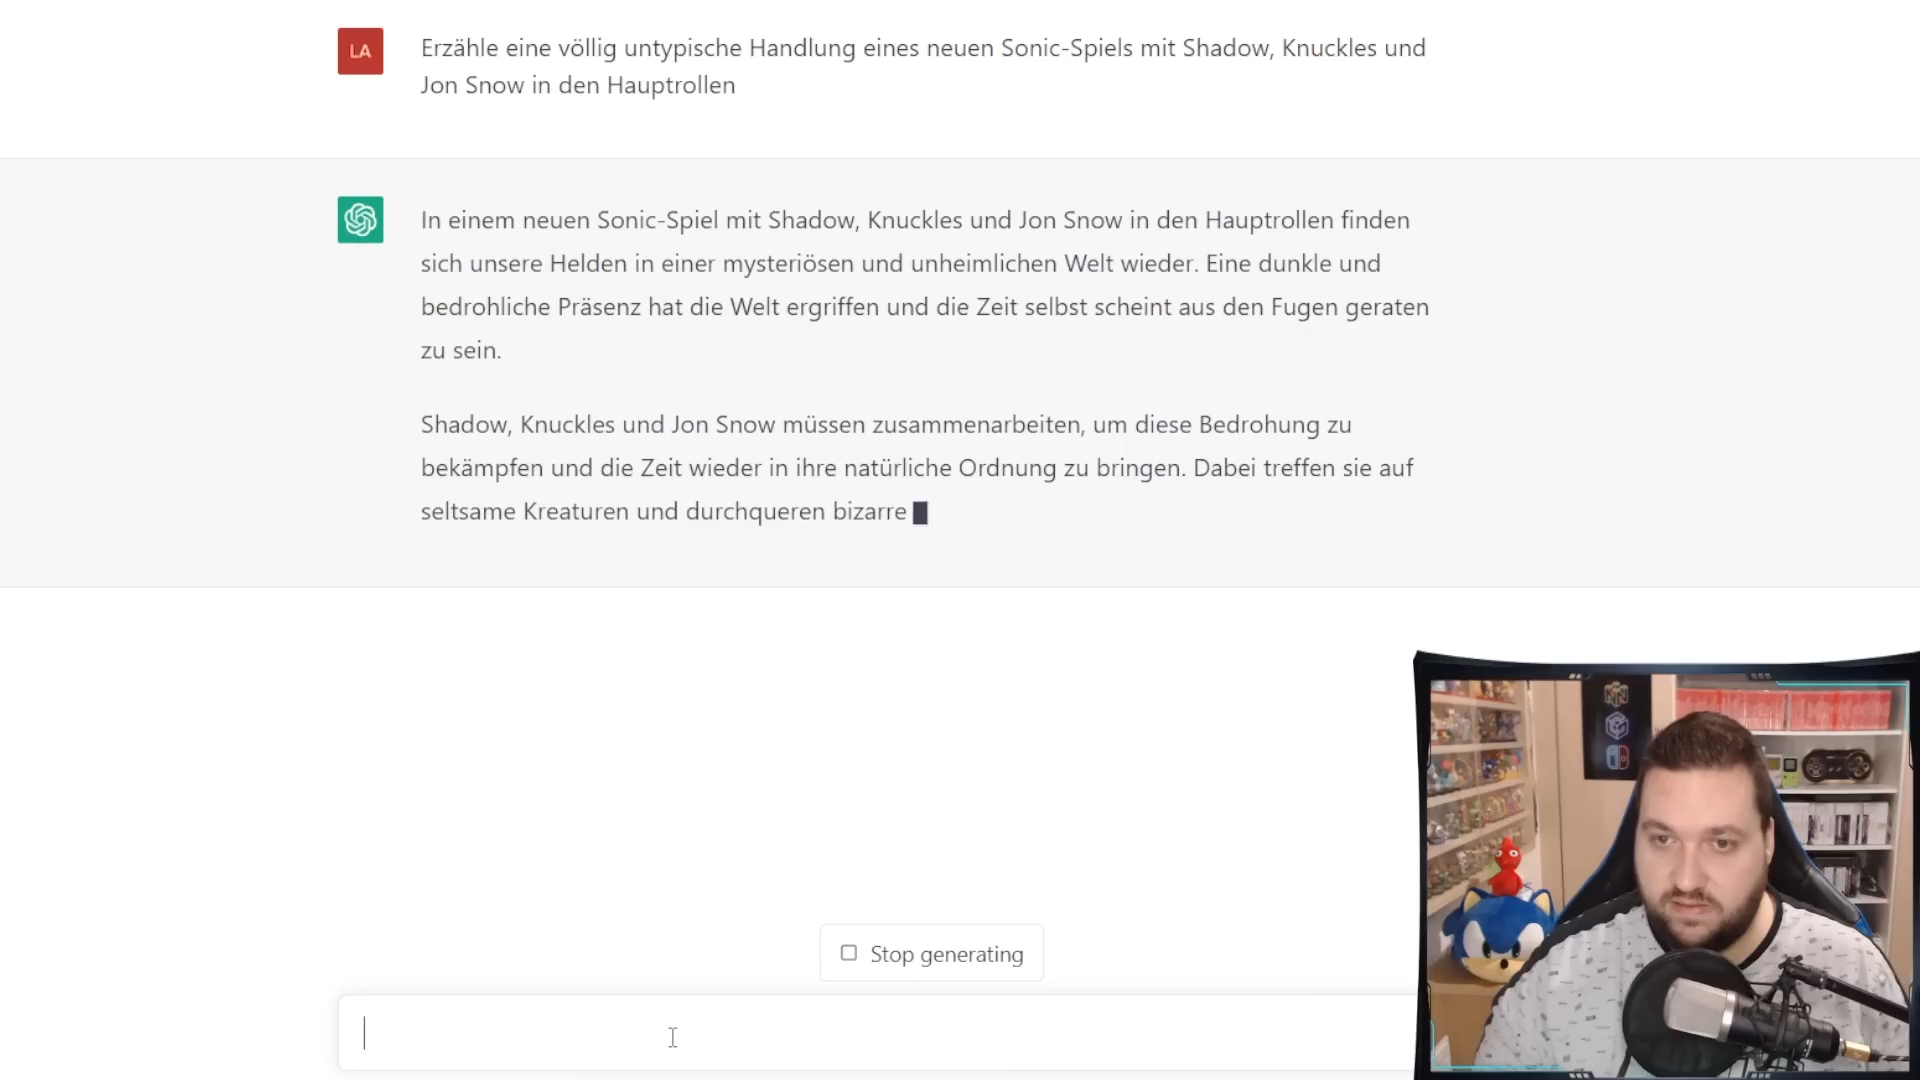 LA
Erzähle eine völlig untypische Handlung eines neuen Sonic-Spiels mit Shadow, Knuckles und
Jon Snow in den Hauptrollen
In einem neuen Sonic-Spiel mit Shadow, Knuckles und Jon Snow in den Hauptrollen finden
sich unsere Helden in einer mysteriösen und unheimlichen Welt wieder. Eine dunkle und
bedrohliche Präsenz hat die Welt ergriffen und die Zeit selbst scheint aus den Fugen geraten
zu sein.
Shadow, Knuckles und Jon Snow müssen zusammenarbeiten, um diese Bedrohung zu
bekämpfen und die Zeit wieder in ihre natürliche Ordnung zu bringen. Dabei treffen sie auf
seltsame Kreaturen und durchqueren bizarre
Stop generating